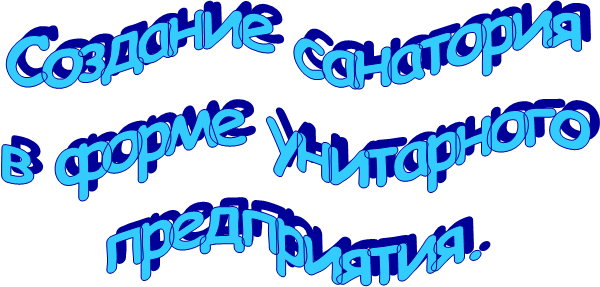 Создание санатория
в форме унитарного
предприятия.